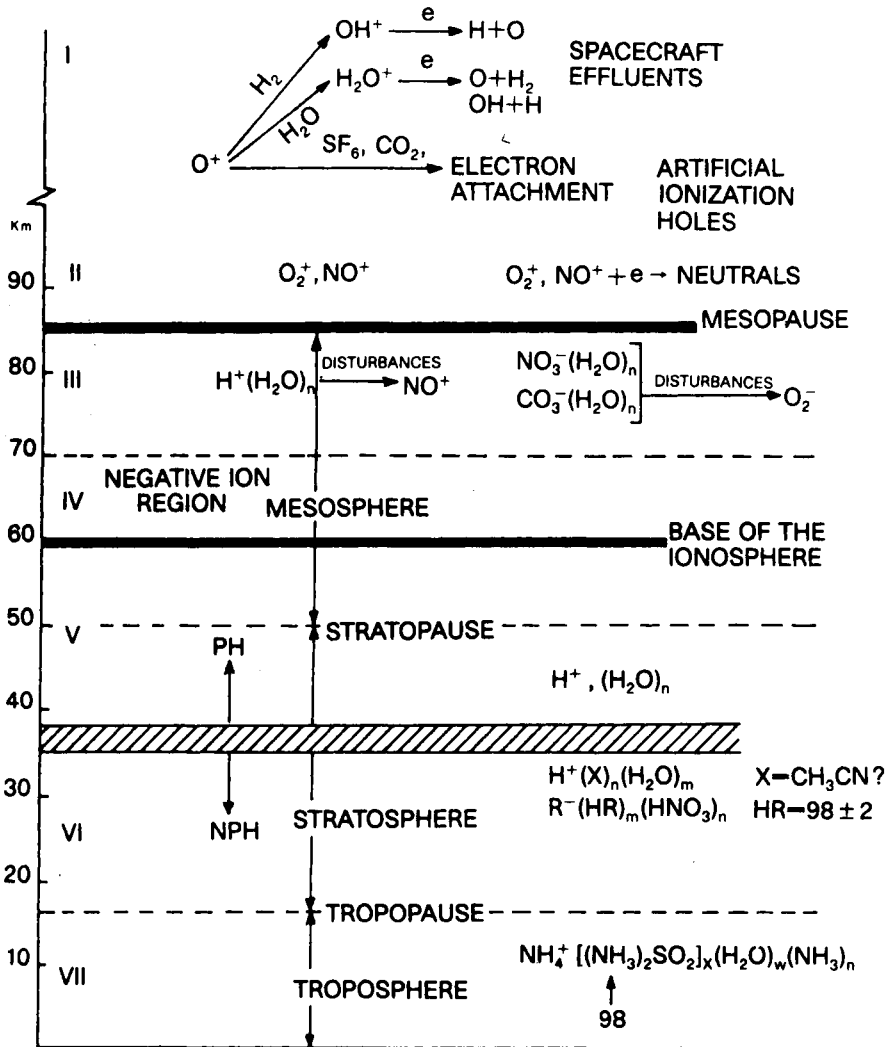 I
OH⁺ e H+O
SPACECRAFT
EFFLUENTS
H₂
H₂O⁺ e O+H₂
OH+H
H₂O
O⁺
SF₆, CO₂,
ELECTRON
ATTACHMENT
ARTIFICIAL
IONIZATION
HOLES
Km
II
O₂⁺, NO⁺
O₂⁺, NO⁺ + e → NEUTRALS
90
MESOPAUSE
80
III
H⁺(H₂O)ₙ DISTURBANCES NO⁺
NO₃⁻(H₂O)ₙ
CO₃⁻(H₂O)ₙ
DISTURBANCES O₂⁻
70
NEGATIVE ION
REGION
IV
MESOSPHERE
60
BASE OF THE
IONOSPHERE
50
V
STRATOPAUSE
PH
H⁺, (H₂O)ₙ
40
H⁺(X)ₙ(H₂O)ₘ X=CH₃CN?
R⁻(HR)ₘ(HNO₃)ₙ HR=98 ± 2
30
VI
NPH
STRATOSPHERE
20
TROPOPAUSE
10
VII
NH₄⁺ [(NH₃)₂SO₂]ₓ(H₂O)w(NH₃)ₙ
98
TROPOSPHERE